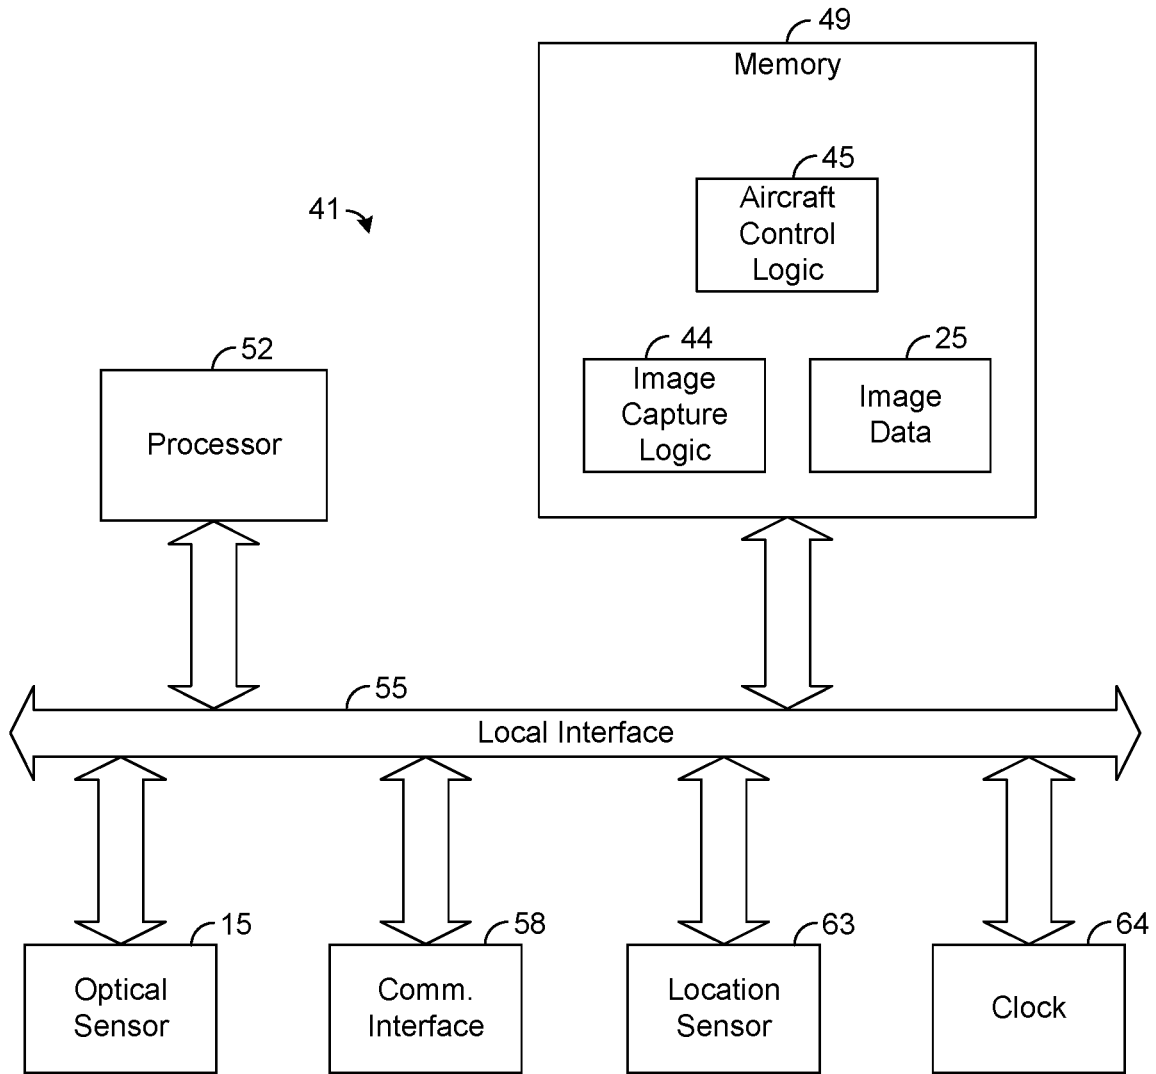 49
Memory
45
Aircraft
Control
Logic
41
44
Image
Capture
Logic
25
Image
Data
52
Processor
55
Local Interface
15
Optical
Sensor
58
Comm.
Interface
63
Location
Sensor
64
Clock